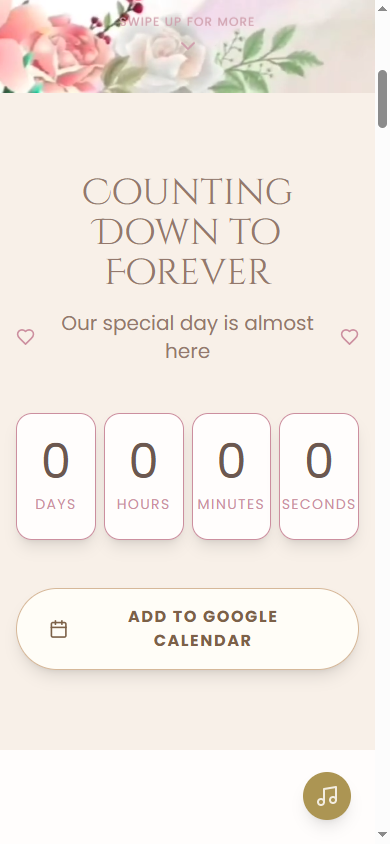 SWIPE UP FOR MORE
COUNTING
DOWN TO
FOREVER
Our special day is almost
here
0 0 0 0
DAYS HOURS MINUTES SECONDS
ADD TO GOOGLE
CALENDAR